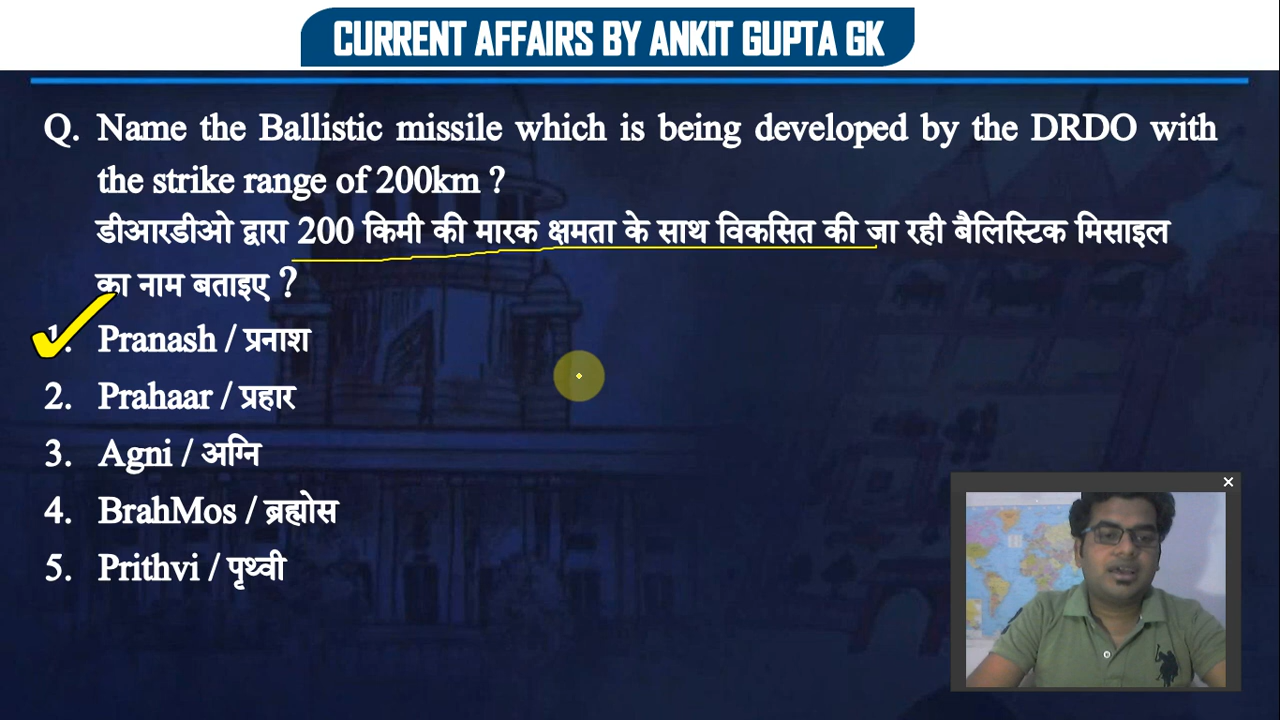 CURRENT AFFAIRS BY ANKIT GUPTA GK
Q. Name the Ballistic missile which is being developed by the DRDO with
the strike range of 200km ?
डीआरडीओ द्वारा 200 किमी की मारक क्षमता के साथ विकसित की जा रही बैलिस्टिक मिसाइल
का नाम बताइए ?
1. Pranash / प्रनाश
2. Prahaar / प्रहार
3. Agni / अग्नि
4. BrahMos / ब्रह्मोस
5. Prithvi / पृथ्वी